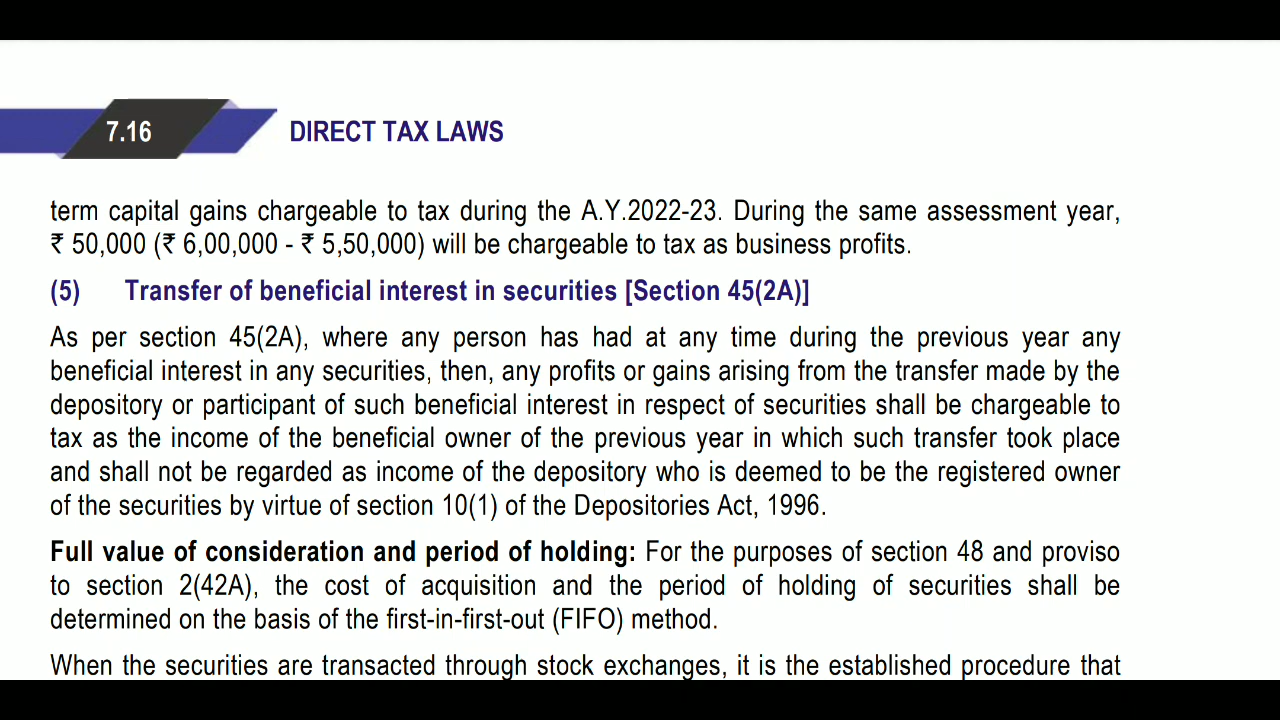 7.16 DIRECT TAX LAWS
term capital gains chargeable to tax during the A.Y.2022-23. During the same assessment year,
₹ 50,000 (₹ 6,00,000 - ₹ 5,50,000) will be chargeable to tax as business profits.
(5) Transfer of beneficial interest in securities [Section 45(2A)]
As per section 45(2A), where any person has had at any time during the previous year any
beneficial interest in any securities, then, any profits or gains arising from the transfer made by the
depository or participant of such beneficial interest in respect of securities shall be chargeable to
tax as the income of the beneficial owner of the previous year in which such transfer took place
and shall not be regarded as income of the depository who is deemed to be the registered owner
of the securities by virtue of section 10(1) of the Depositories Act, 1996.
Full value of consideration and period of holding: For the purposes of section 48 and proviso
to section 2(42A), the cost of acquisition and the period of holding of securities shall be
determined on the basis of the first-in-first-out (FIFO) method.
When the securities are transacted through stock exchanges, it is the established procedure that